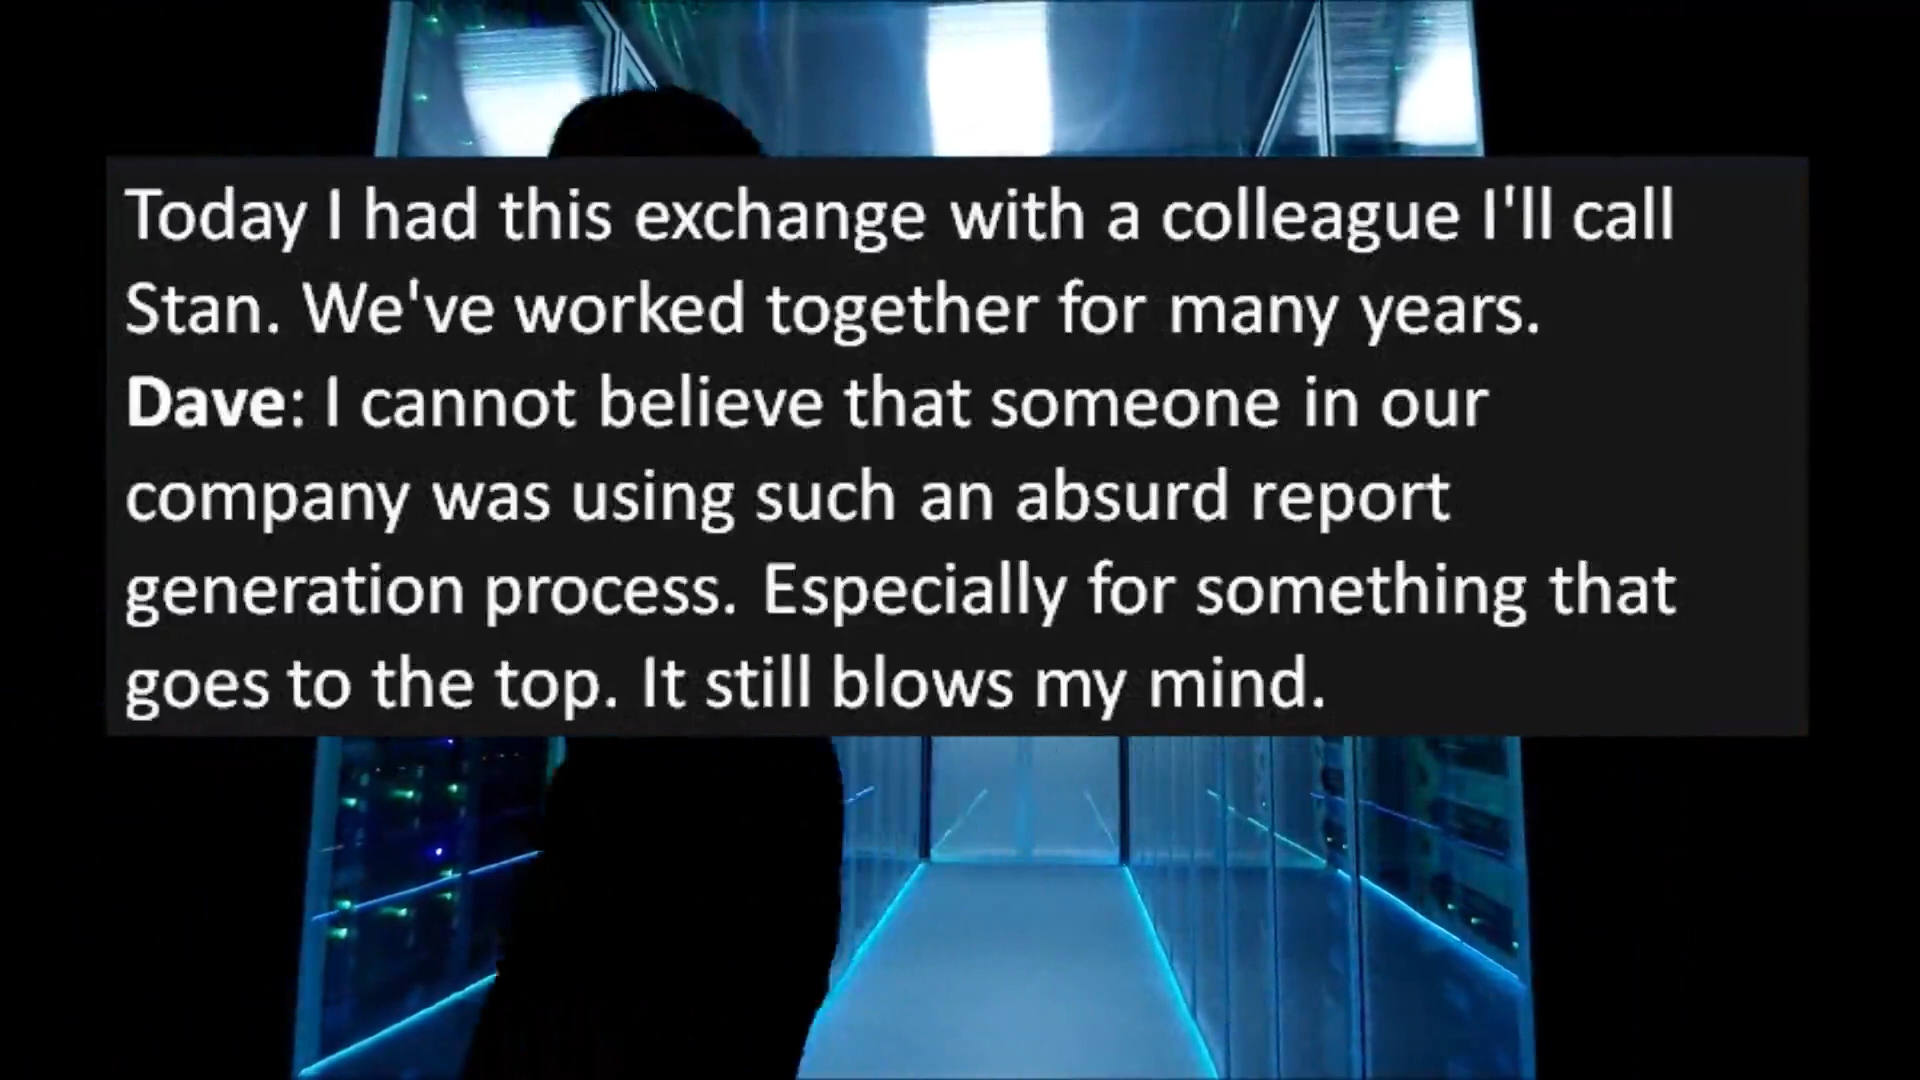 Today I had this exchange with a colleague I'll call
Stan. We've worked together for many years.
Dave: I cannot believe that someone in our
company was using such an absurd report
generation process. Especially for something that
goes to the top. It still blows my mind.